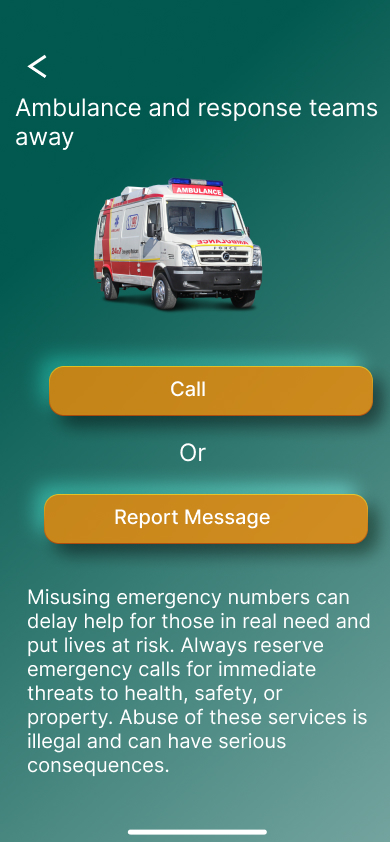 Ambulance and response teams
away
AMBULANCE
AMBULANCE
FORCE
24x7
Call
Or
Report Message
Misusing emergency numbers can
delay help for those in real need and
put lives at risk. Always reserve
emergency calls for immediate
threats to health, safety, or
property. Abuse of these services is
illegal and can have serious
consequences.